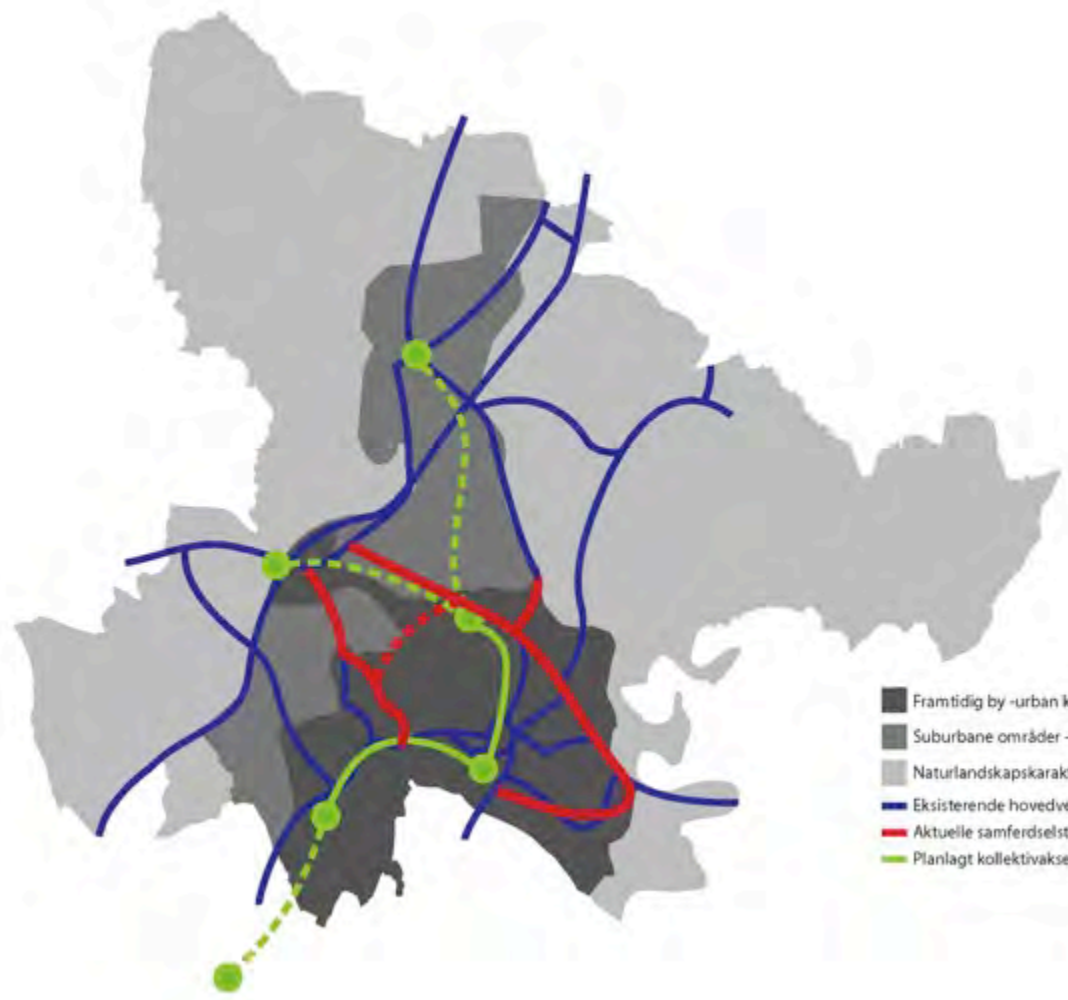 Framtidig by -urban k
Suburbane områder -
Naturlandskapskarak
Eksisterende hovedve
Aktuelle samferdselst
Planlagt kollektivakse